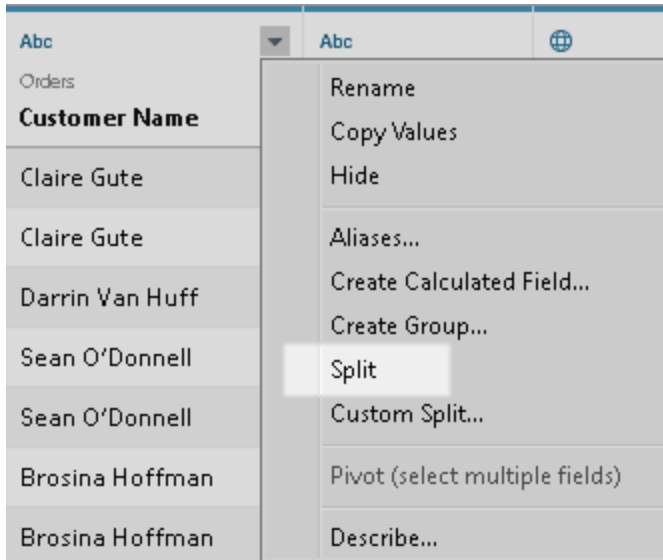 Abc
Abc
Orders
Customer Name
Claire Gute
Claire Gute
Darrin Van Huff
Sean O'Donnell
Sean O'Donnell
Brosina Hoffman
Brosina Hoffman
Rename
Copy Values
Hide
Aliases...
Create Calculated Field...
Create Group...
Split
Custom Split...
Pivot (select multiple fields)
Describe...